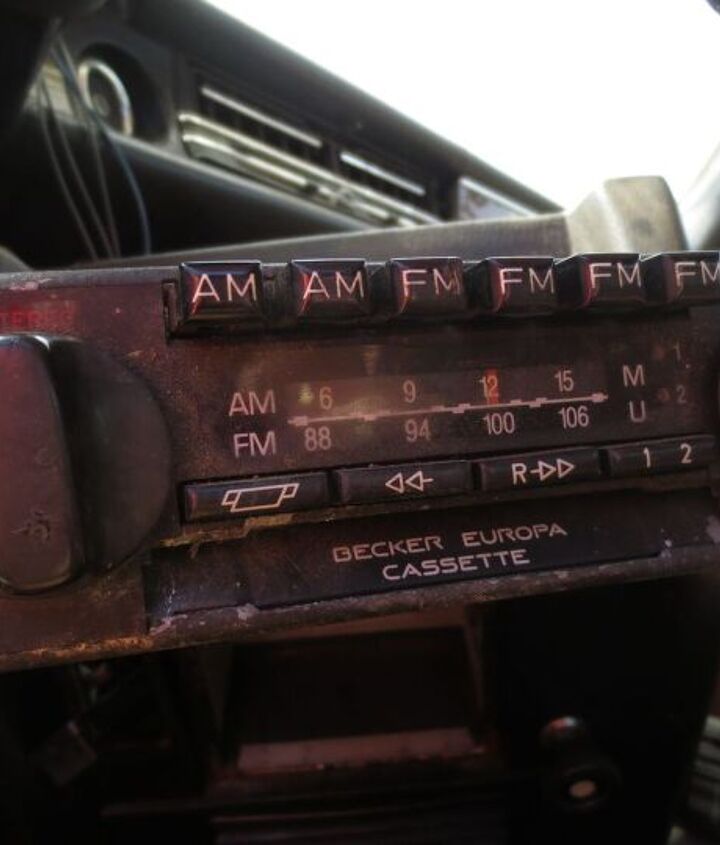 AM AM FM FM FM FM
STEREO
AM 6 9 12 15 M 1
FM 88 94 100 106 U 2
R 1 2
BECKER EUROPA
CASSETTE